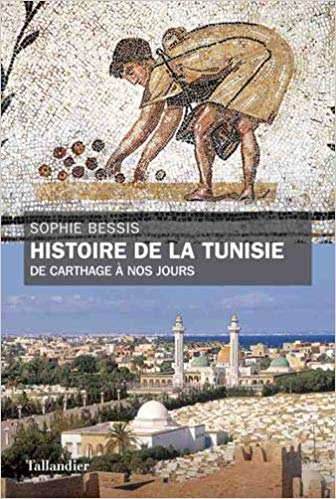 SOPHIE BESSIS
HISTOIRE DE LA TUNISIE
DE CARTHAGE À NOS JOURS
Tallandier